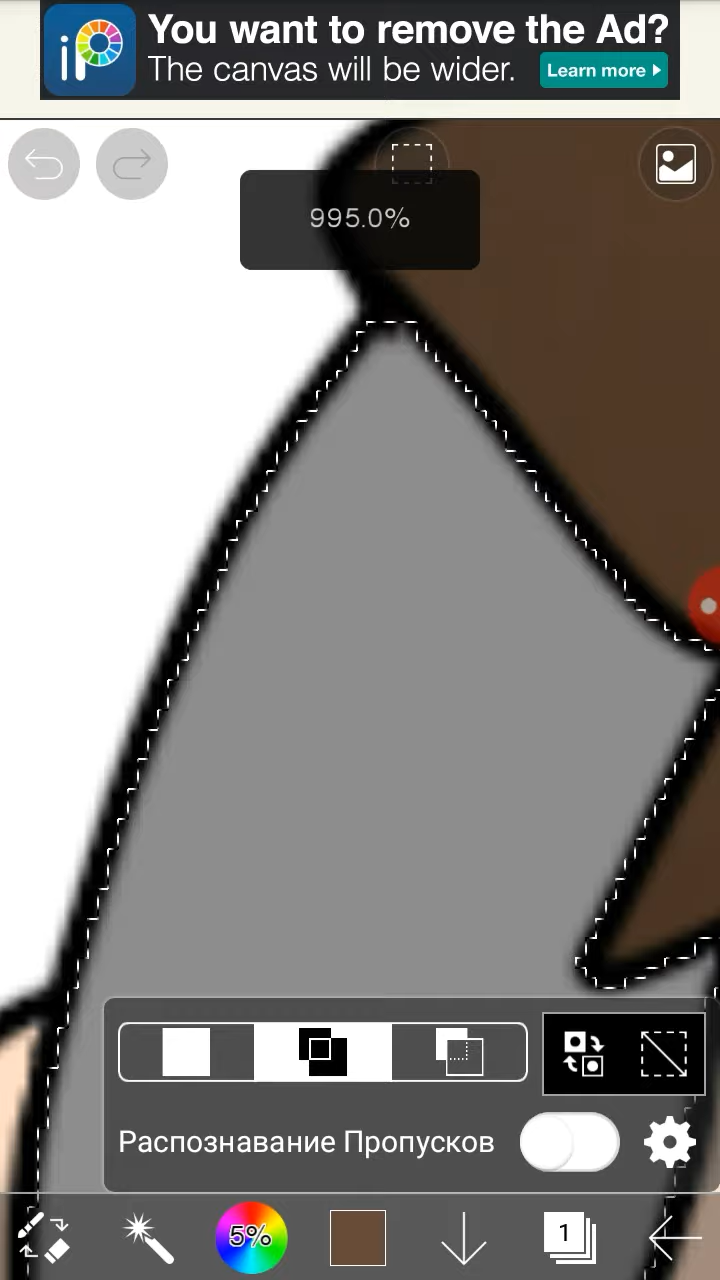 iP
You want to remove the Ad?
The canvas will be wider.
Learn more
995.0%
Распознавание Пропусков
5%
1